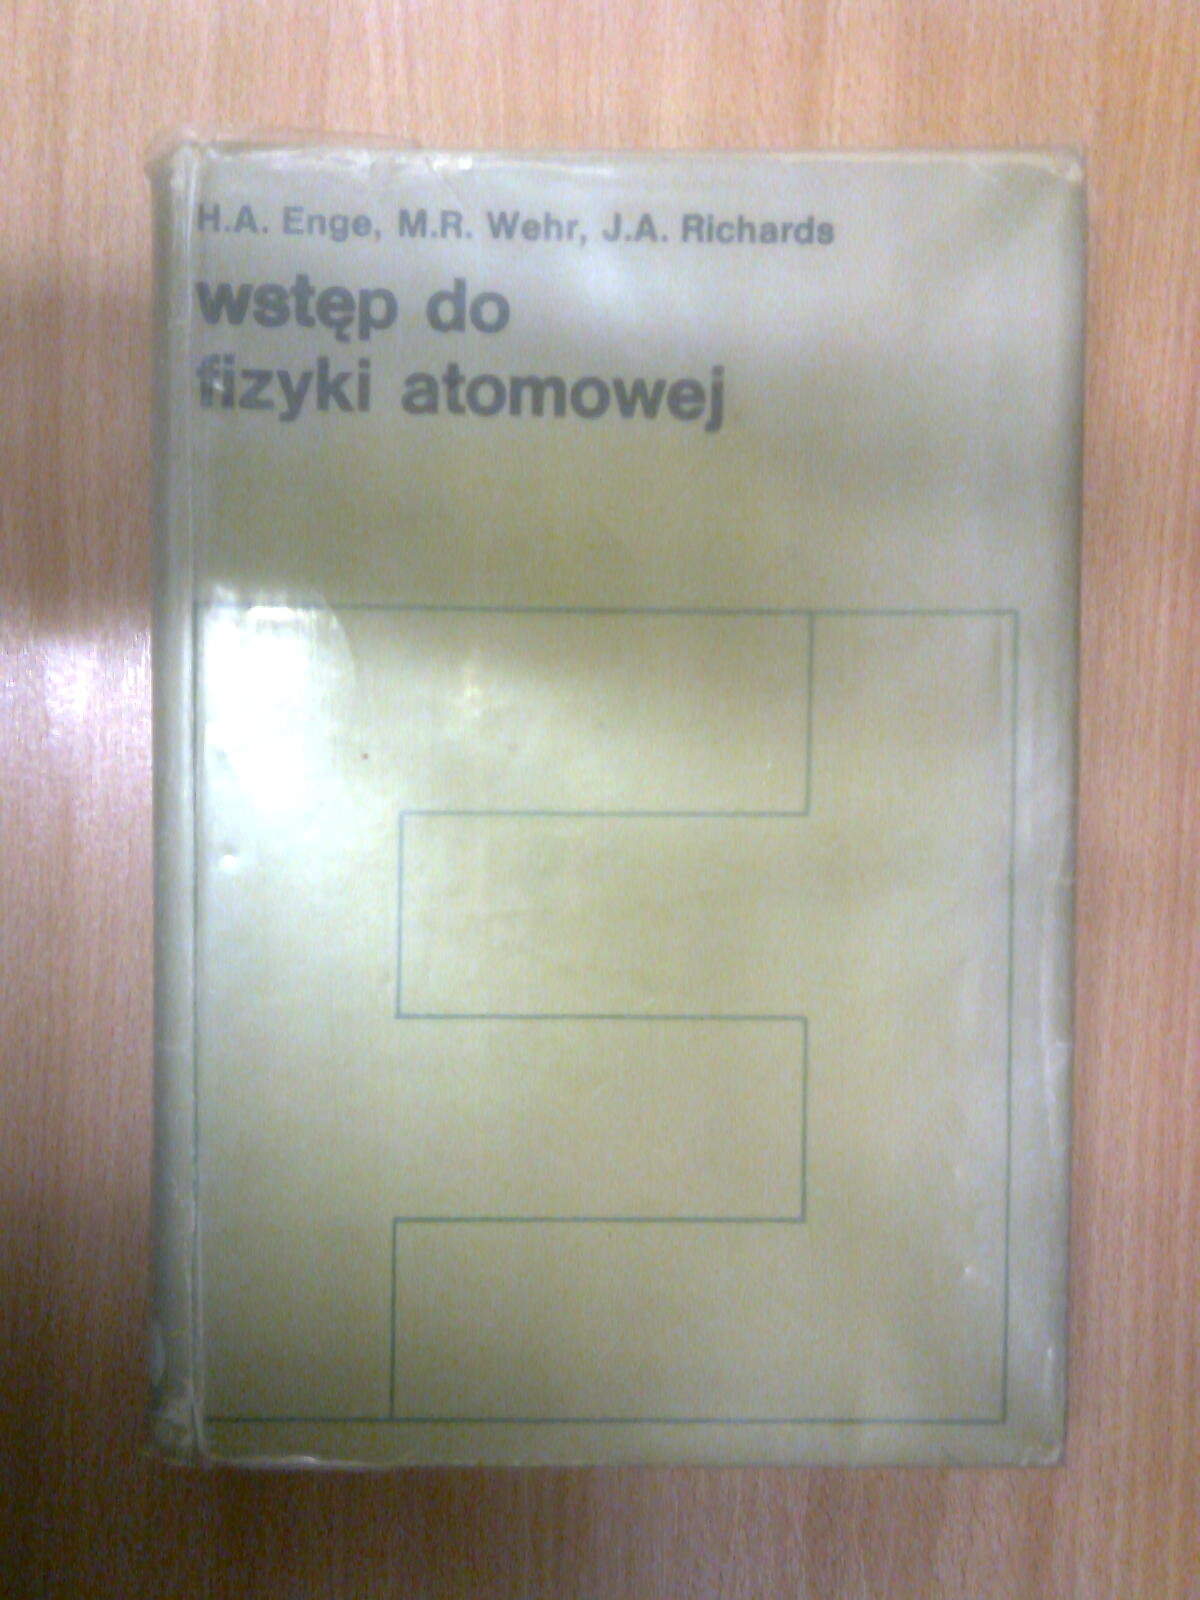 H.A. Enge, M.R. Wehr, J.A. Richards
wstęp do
fizyki atomowej